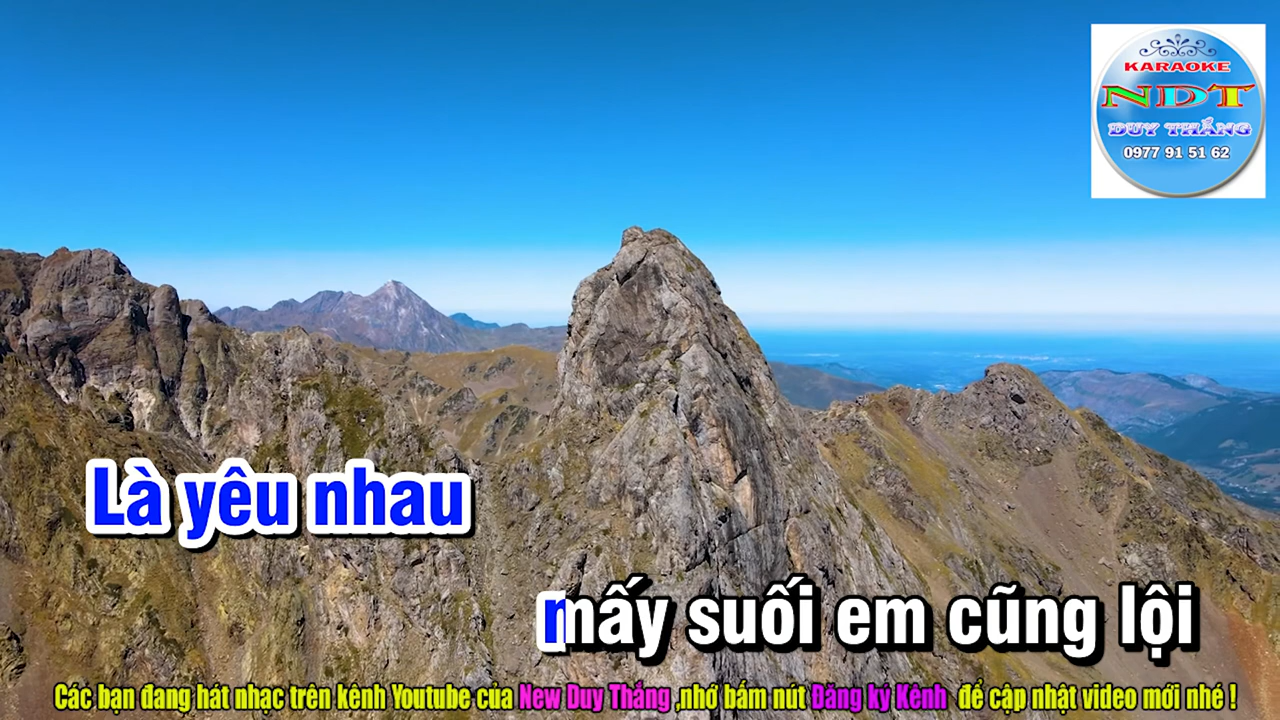 KARAOKE
NDT
DUY THẮNG
0977 91 51 62
Là yêu nhau
mấy suối em cũng lội
Các bạn đang hát nhạc trên kênh Youtube của New Duy Thắng ,nhớ bấm nút Đăng ký Kênh để cập nhật video mới nhé !